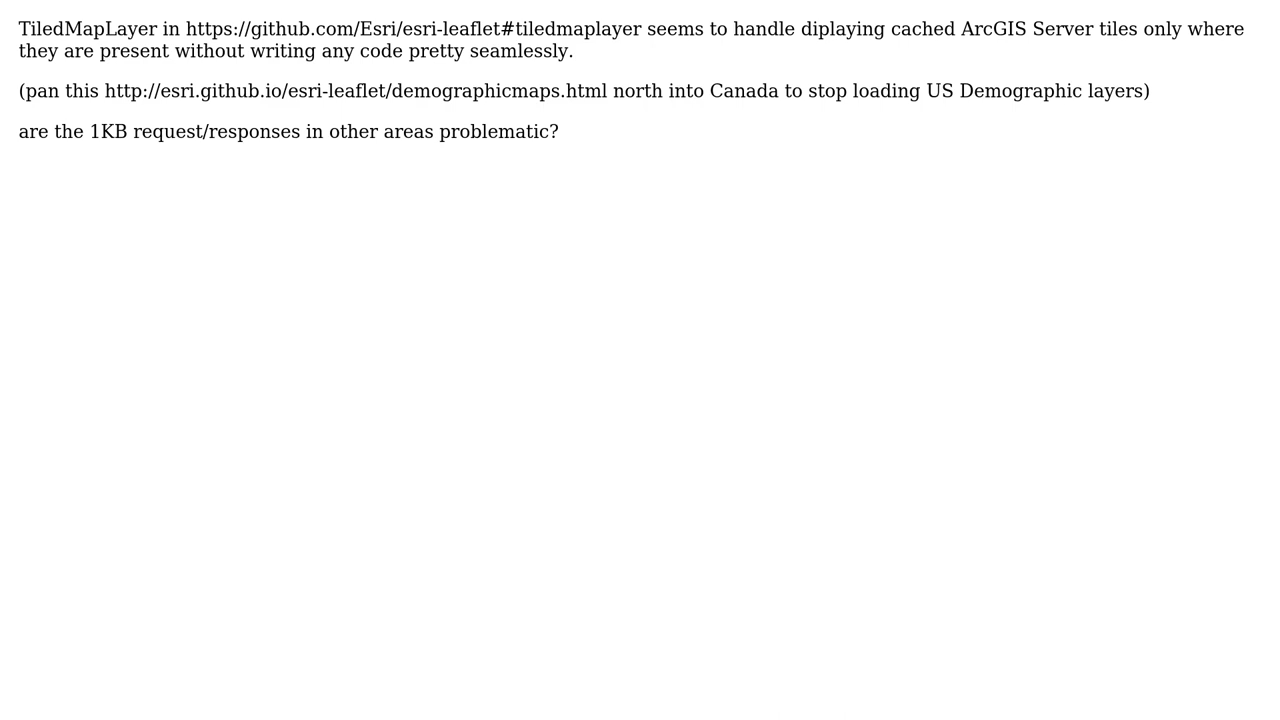 TiledMapLayer in https://github.com/Esri/esri-leaflet#tiledmaplayer seems to handle diplaying cached ArcGIS Server tiles only where
they are present without writing any code pretty seamlessly.
(pan this http://esri.github.io/esri-leaflet/demographicmaps.html north into Canada to stop loading US Demographic layers)
are the 1KB request/responses in other areas problematic?